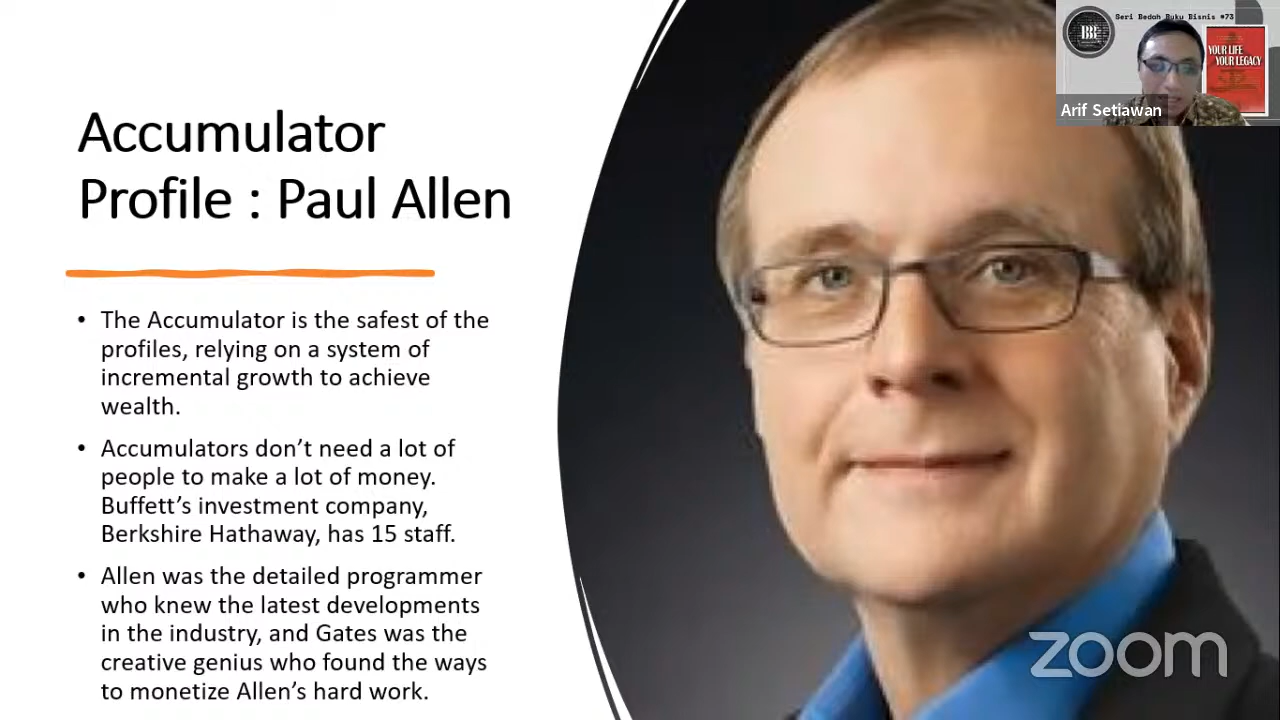 Accumulator
Profile : Paul Allen
• The Accumulator is the safest of the
profiles, relying on a system of
incremental growth to achieve
wealth.
• Accumulators don’t need a lot of
people to make a lot of money.
Buffett’s investment company,
Berkshire Hathaway, has 15 staff.
• Allen was the detailed programmer
who knew the latest developments
in the industry, and Gates was the
creative genius who found the ways
to monetize Allen’s hard work.
Seri Bedah Buku Bisnis #73
BB
YOUR LIFE
YOUR LEGACY
Arif Setiawan
zoom